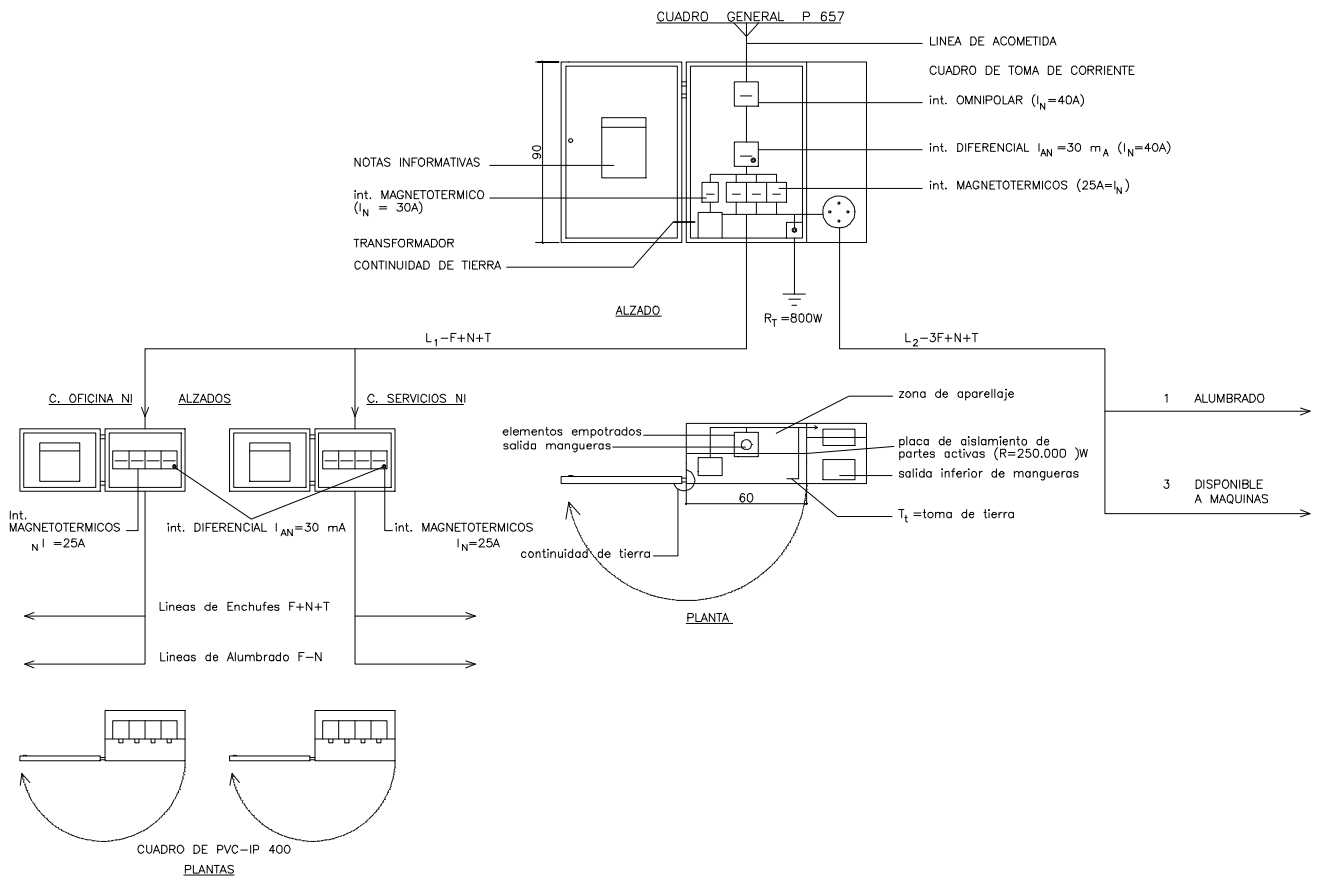 CUADRO GENERAL P 657
LINEA DE ACOMETIDA
CUADRO DE TOMA DE CORRIENTE
int. OMNIPOLAR (IN=40A)
90
int. DIFERENCIAL IAN=30 mA (IN=40A)
NOTAS INFORMATIVAS
int. MAGNETOTERMICOS (25A=IN)
int. MAGNETOTERMICO
(IN = 30A)
TRANSFORMADOR
CONTINUIDAD DE TIERRA
ALZADO
RT=800W
L1-F+N+T
L2-3F+N+T
C. OFICINA NI
ALZADOS
C. SERVICIOS NI
1 ALUMBRADO
zona de aparellaje
elementos empotrados
salida mangueras
placa de aislamiento de
partes activas (R=250.000 )W
salida inferior de mangueras
3 DISPONIBLE
A MAQUINAS
60
Tt=toma de tierra
continuidad de tierra
PLANTA
Int.
MAGNETOTERMICOS
N I =25A
int. DIFERENCIAL IAN=30 mA
int. MAGNETOTERMICOS
IN=25A
Lineas de Enchufes F+N+T
Lineas de Alumbrado F-N
CUADRO DE PVC-IP 400
PLANTAS